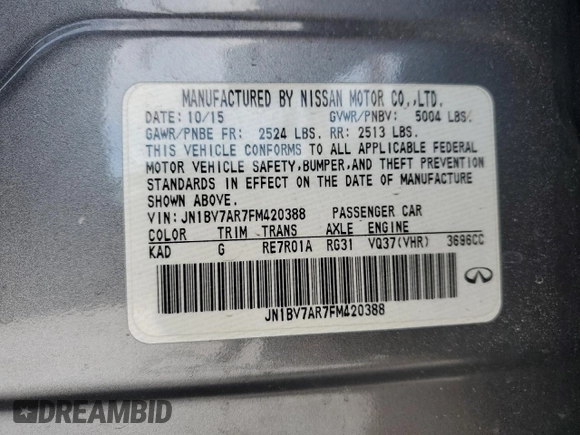 MANUFACTURED BY NISSAN MOTOR CO.,LTD.
DATE: 10/15 GVWR/PNBV: 5004 LBS.
GAWR/PNBE FR: 2524 LBS. RR: 2513 LBS.
THIS VEHICLE CONFORMS TO ALL APPLICABLE FEDERAL
MOTOR VEHICLE SAFETY,BUMPER,AND THEFT PREVENTION
STANDARDS IN EFFECT ON THE DATE OF MANUFACTURE
SHOWN ABOVE.
VIN: JN1BV7AR7FM420388 PASSENGER CAR
COLOR TRIM TRANS AXLE ENGINE
KAD G RE7R01A RG31 VQ37(VHR) 3696CC
JN1BV7AR7FM420388
DREAMBID